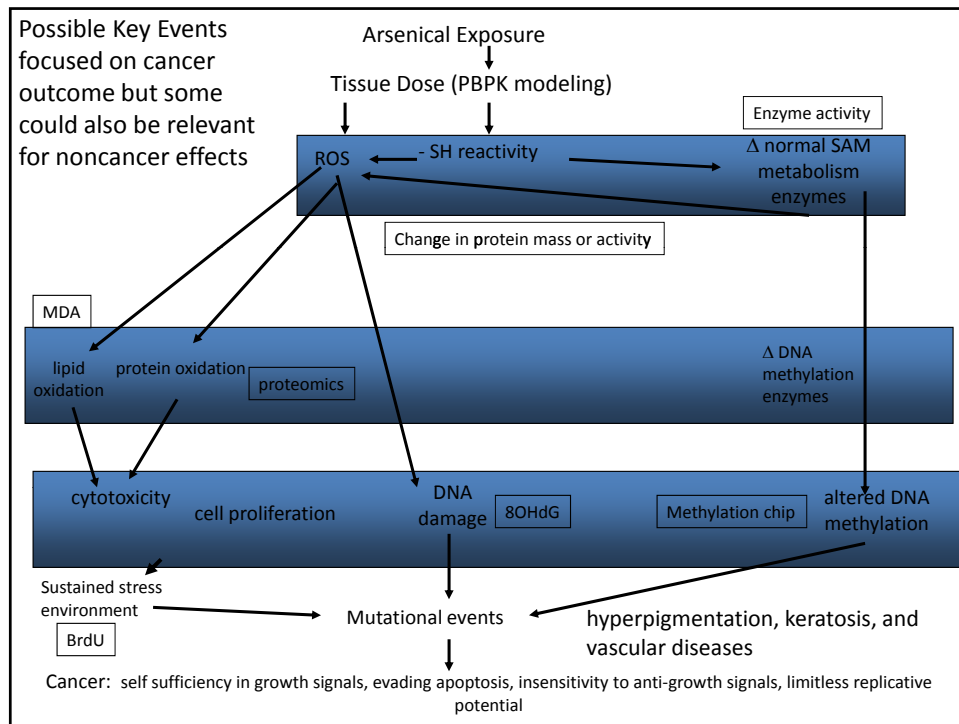 Possible Key Events
focused on cancer
outcome but some
could also be relevant
for noncancer effects
Arsenical Exposure
Tissue Dose (PBPK modeling)
Enzyme activity
ROS
- SH reactivity
Δ normal SAM
metabolism
enzymes
Change in protein mass or activity
MDA
lipid
oxidation
protein oxidation
proteomics
Δ DNA
methylation
enzymes
cytotoxicity
cell proliferation
DNA
damage
8OHdG
Methylation chip
altered DNA
methylation
Sustained stress
environment
BrdU
Mutational events
hyperpigmentation, keratosis, and
vascular diseases
Cancer: self sufficiency in growth signals, evading apoptosis, insensitivity to anti-growth signals, limitless replicative
potential